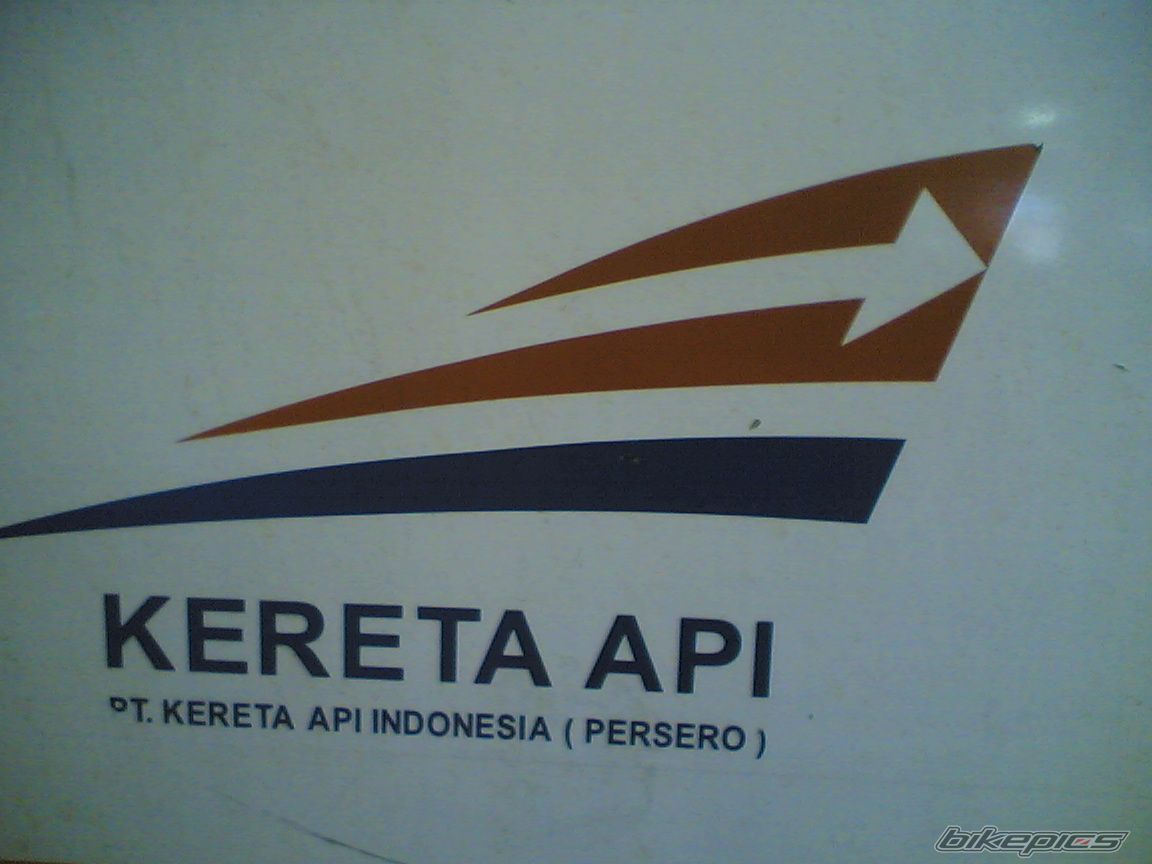 KERETA API
PT. KERETA API INDONESIA ( PERSERO )
bikepics